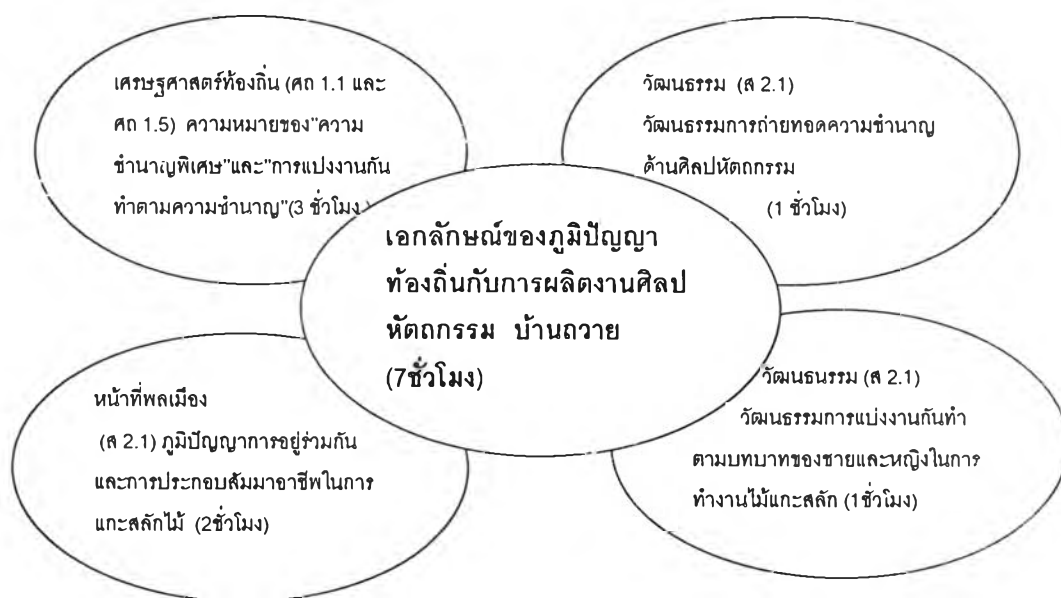 เศรษฐศาสตร์ท้องถิ่น (ศถ 1.1 และ
ศถ 1.5) ความหมายของ"ความ
ชำนาญพิเศษ"และ"การแบ่งงานกัน
ทำตามความชำนาญ"(3 ชั่วโมง)
วัฒนธรรม (ส 2.1)
วัฒนธรรมการถ่ายทอดความชำนาญ
ด้านศิลปหัตถกรรม
(1 ชั่วโมง)
เอกลักษณ์ของภูมิปัญญา
ท้องถิ่นกับการผลิตงานศิลป
หัตถกรรม บ้านถวาย
(7ชั่วโมง)
หน้าที่พลเมือง
(ส 2.1) ภูมิปัญญาการอยู่ร่วมกัน
และการประกอบสัมมาอาชีพในการ
แกะสลักไม้ (2ชั่วโมง)
วัฒนธนรรม (ส 2.1)
วัฒนธรรมการแบ่งงานกันทำ
ตามบทบาทของชายและหญิงในการ
ทำงานไม้แกะสลัก (1ชั่วโมง)